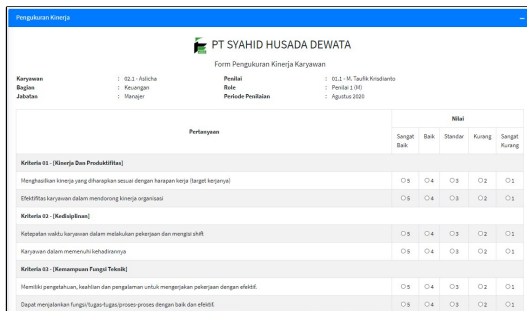 Pengukuran Kinerja
PT SYAHID HUSADA DEWATA
Form Pengukuran Kinerja Karyawan
Karyawan : 02.1 - Aslicha Penilai : 01.1 - M. Taufik Krisdianto
Bagian : Keuangan Role : Penilai 1 (M)
Jabatan : Manajer Periode Penilaian : Agustus 2020
Pertanyaan Nilai
Sangat Baik Baik Standar Kurang Sangat Kurang
Kriteria 01 - [Kinerja Dan Produktifitas]
Menghasilkan kinerja yang diharapkan sesuai dengan harapan kerja (target kerjanya) 5 4 3 2 1
Efektifitas karyawan dalam mendorong kinerja organisasi 5 4 3 2 1
Kriteria 02 - [Kedisiplinan]
Ketepatan waktu karyawan dalam melakukan pekerjaan dan mengisi shift 5 4 3 2 1
Karyawan dalam memenuhi kehadirannya 5 4 3 2 1
Kriteria 03 - [Kemampuan Fungsi Teknik]
Memiliki pengetahuan, keahlian dan pengalaman untuk mengerjakan pekerjaan dengan efektif. 5 4 3 2 1
Dapat menjalankan fungsi/tugas-tugas/proses-proses dengan baik dan efektif. 5 4 3 2 1